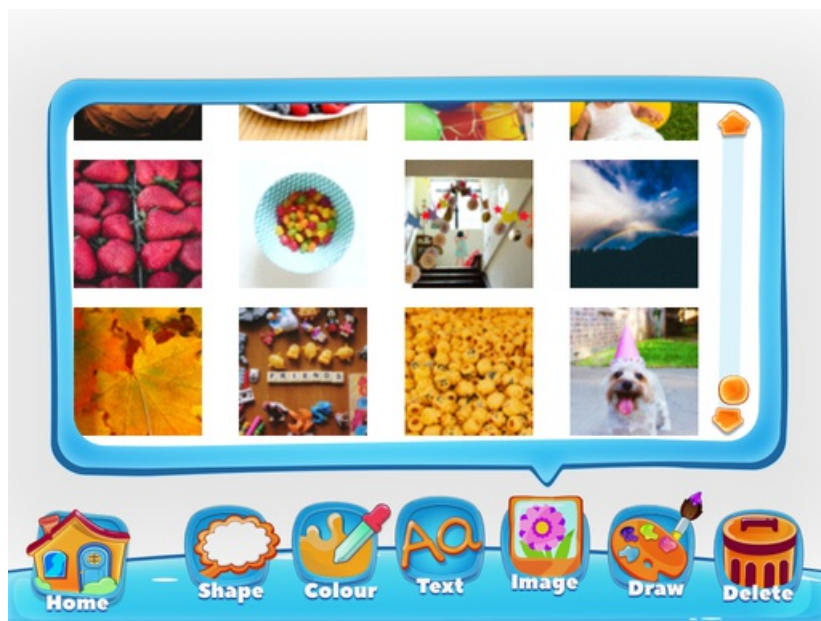 FRIENDS
Home
Shape
Colour
Text
Image
Draw
Delete